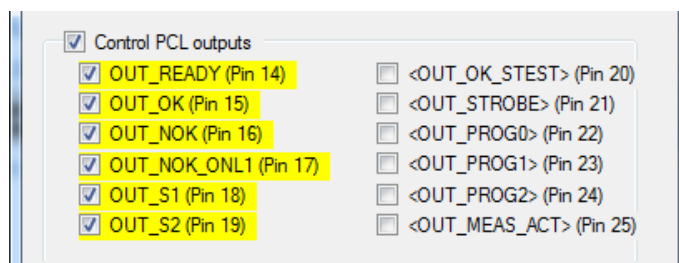 Control PCL outputs
OUT_READY (Pin 14)
OUT_OK (Pin 15)
OUT_NOK (Pin 16)
OUT_NOK_ONL1 (Pin 17)
OUT_S1 (Pin 18)
OUT_S2 (Pin 19)
<OUT_OK_STEST> (Pin 20)
<OUT_STROBE> (Pin 21)
<OUT_PROG0> (Pin 22)
<OUT_PROG1> (Pin 23)
<OUT_PROG2> (Pin 24)
<OUT_MEAS_ACT> (Pin 25)